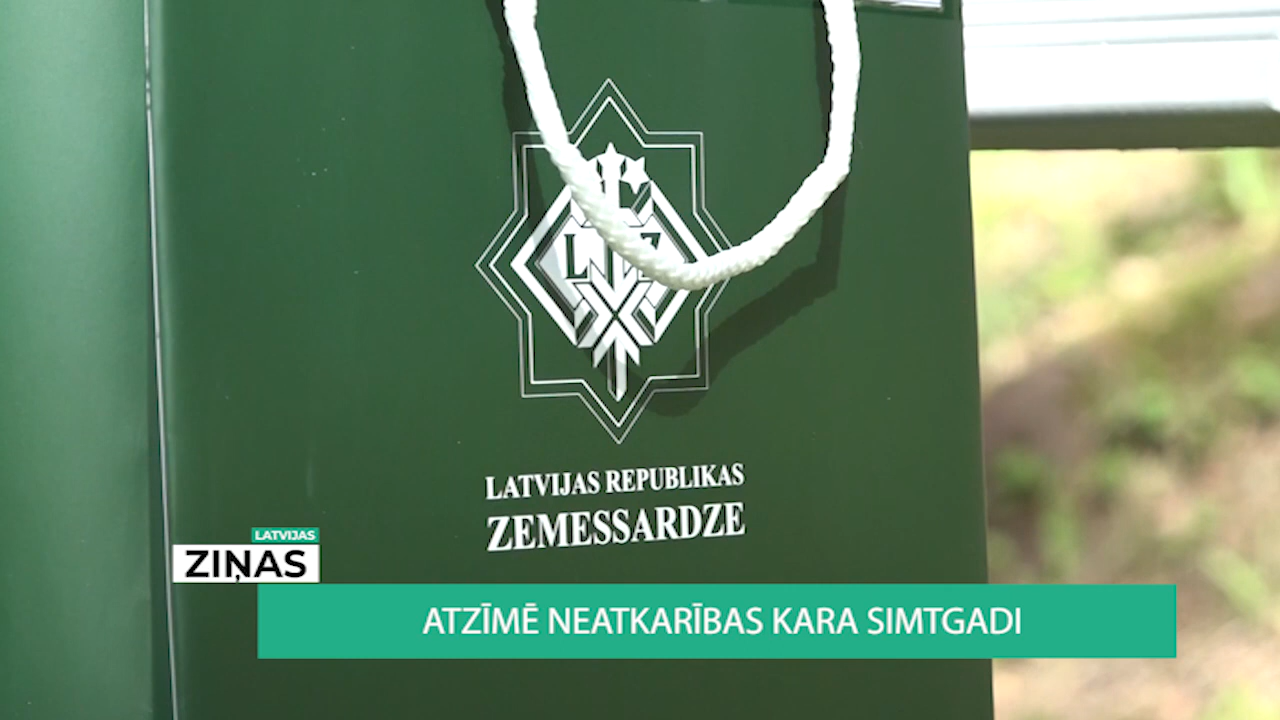 L Z
LATVIJAS REPUBLIKAS
ZEMESSARDZE
LATVIJAS
ZIŅAS
ATZĪMĒ NEATKARĪBAS KARA SIMTGADI